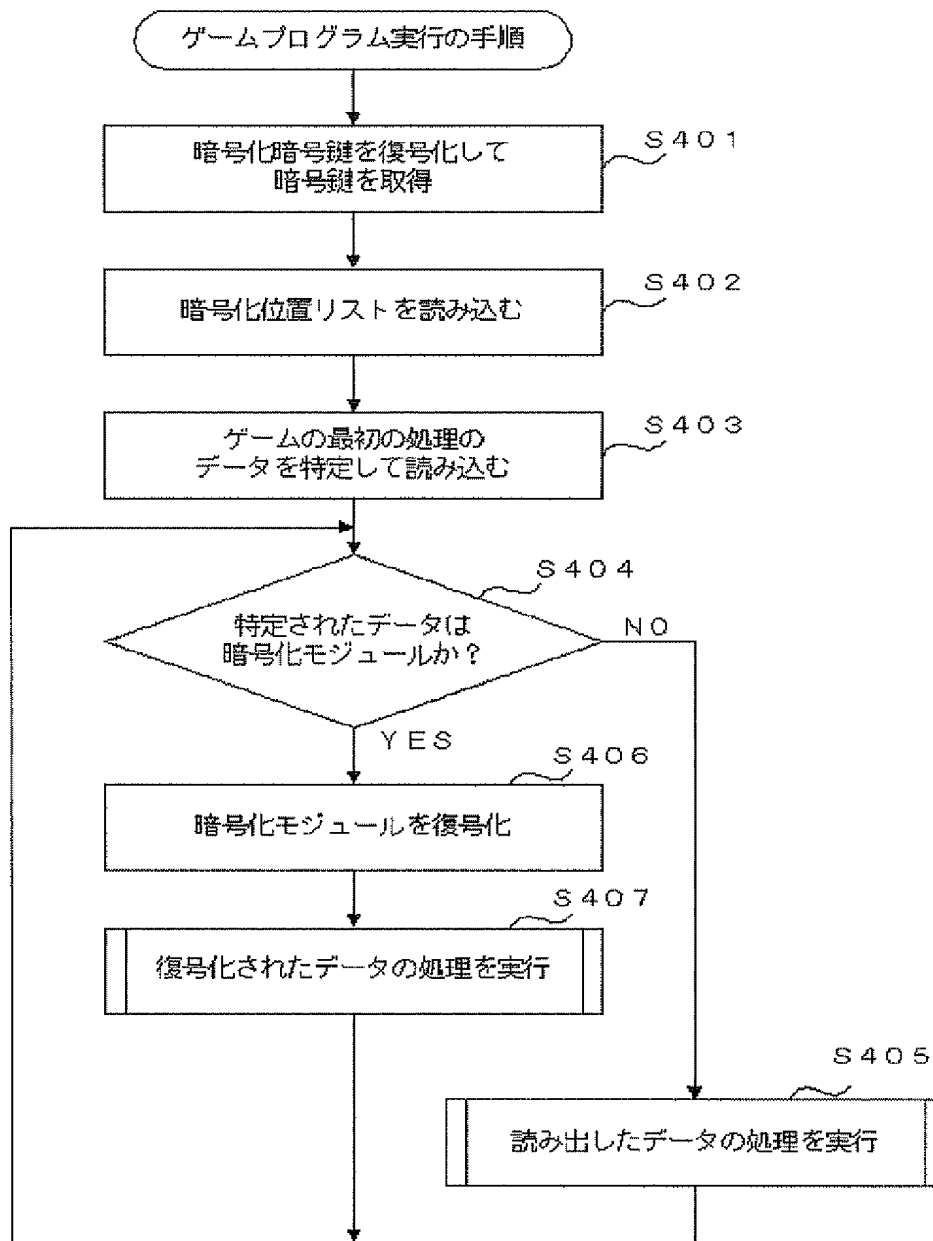 ゲームプログラム実行の手順
S401
暗号化暗号鍵を復号化して
暗号鍵を取得
S402
暗号化位置リストを読み込む
S403
ゲームの最初の処理の
データを特定して読み込む
S404
特定されたデータは
暗号化モジュールか?
NO
YES
S406
暗号化モジュールを復号化
S407
復号化されたデータの処理を実行
S405
読み出したデータの処理を実行